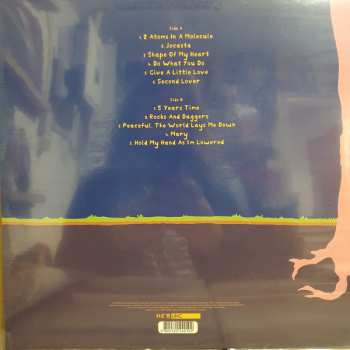 Side A
1. 2 Atoms In A Molecule
2. Jocasta
3. Shape Of My Heart
4. Do What You Do
5. Give A Little Love
6. Second Lover
Side B
1. 5 Years Time
2. Rocks And Daggers
3. Peaceful, The World Lays Me Down
4. Mary
5. Hold My Hand As I'm Lowered